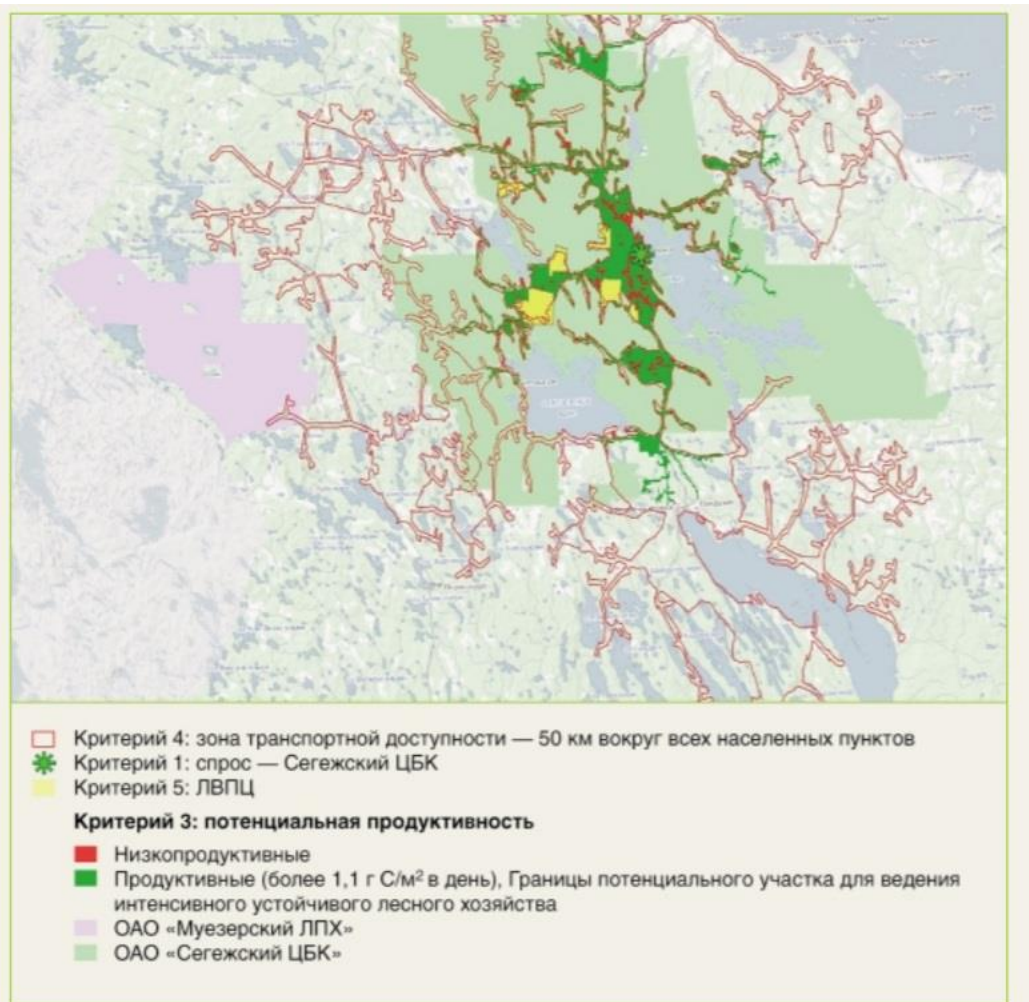 Критерий 4: зона транспортной доступности — 50 км вокруг всех населенных пунктов
Критерий 1: спрос — Сегежский ЦБК
Критерий 5: ЛВПЦ
Критерий 3: потенциальная продуктивность
Низкопродуктивные
Продуктивные (более 1,1 г С/м² в день), Границы потенциального участка для ведения
интенсивного устойчивого лесного хозяйства
ОАО «Муезерский ЛПХ»
ОАО «Сегежский ЦБК»